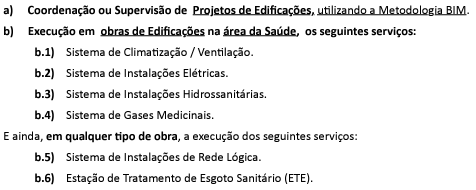 a) Coordenação ou Supervisão de Projetos de Edificações, utilizando a Metodologia BIM.
b) Execução em obras de Edificações na área da Saúde, os seguintes serviços:
b.1) Sistema de Climatização / Ventilação.
b.2) Sistema de Instalações Elétricas.
b.3) Sistema de Instalações Hidrossanitárias.
b.4) Sistema de Gases Medicinais.
E ainda, em qualquer tipo de obra, a execução dos seguintes serviços:
b.5) Sistema de Instalações de Rede Lógica.
b.6) Estação de Tratamento de Esgoto Sanitário (ETE).